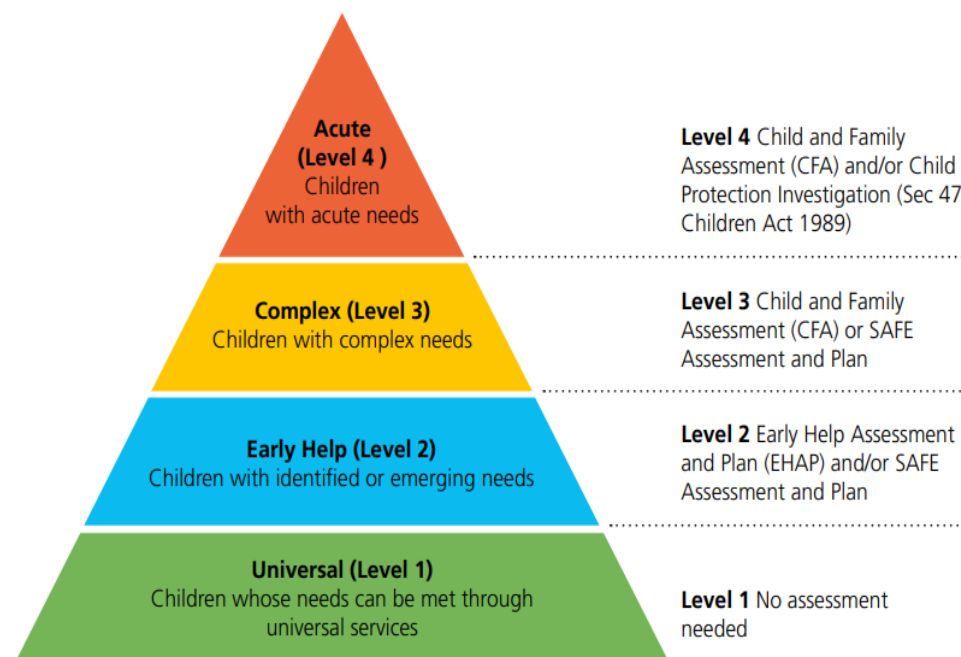 Acute
(Level 4 )
Children
with acute needs
Level 4 Child and Family
Assessment (CFA) and/or Child
Protection Investigation (Sec 47
Children Act 1989)
Complex (Level 3)
Children with complex needs
Level 3 Child and Family
Assessment (CFA) or SAFE
Assessment and Plan
Early Help (Level 2)
Children with identified or emerging needs
Level 2 Early Help Assessment
and Plan (EHAP) and/or SAFE
Assessment and Plan
Universal (Level 1)
Children whose needs can be met through
universal services
Level 1 No assessment
needed